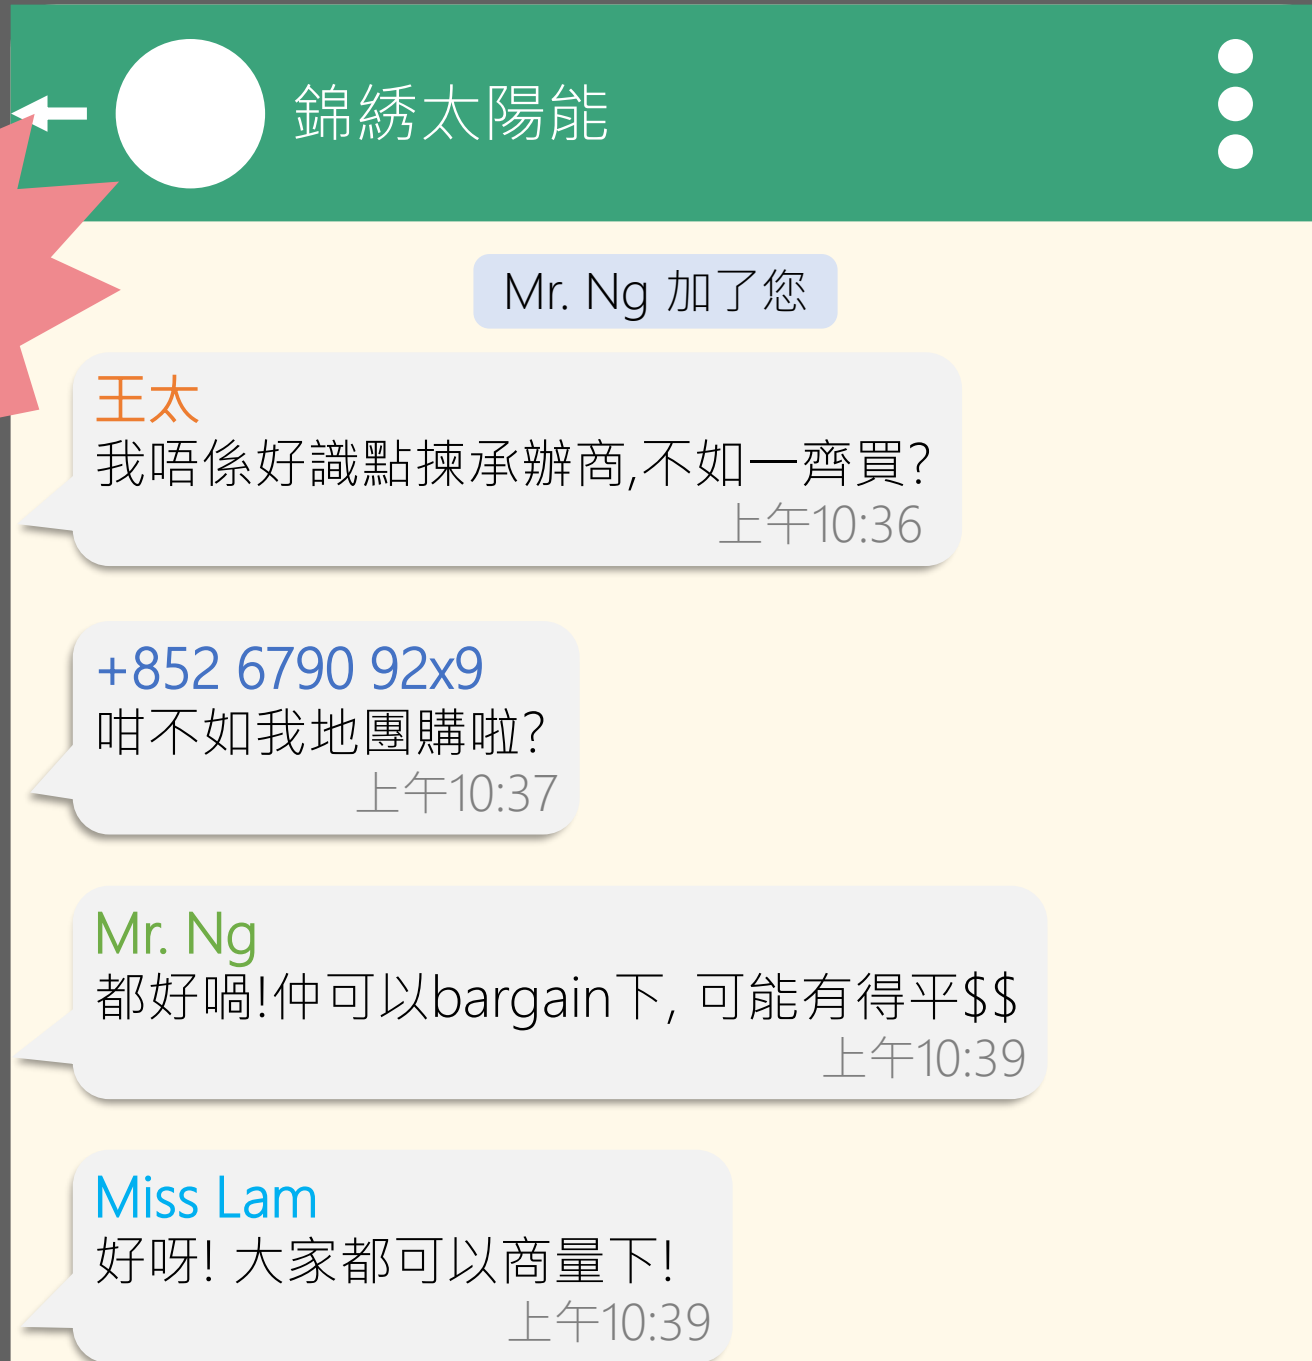 錦綉太陽能
Mr. Ng 加了您
王太
我唔係好識點揀承辦商,不如一齊買?
上午10:36
+852 6790 92x9
咁不如我地團購啦?
上午10:37
Mr. Ng
都好喎!仲可以bargain下, 可能有得平$$
上午10:39
Miss Lam
好呀! 大家都可以商量下!
上午10:39